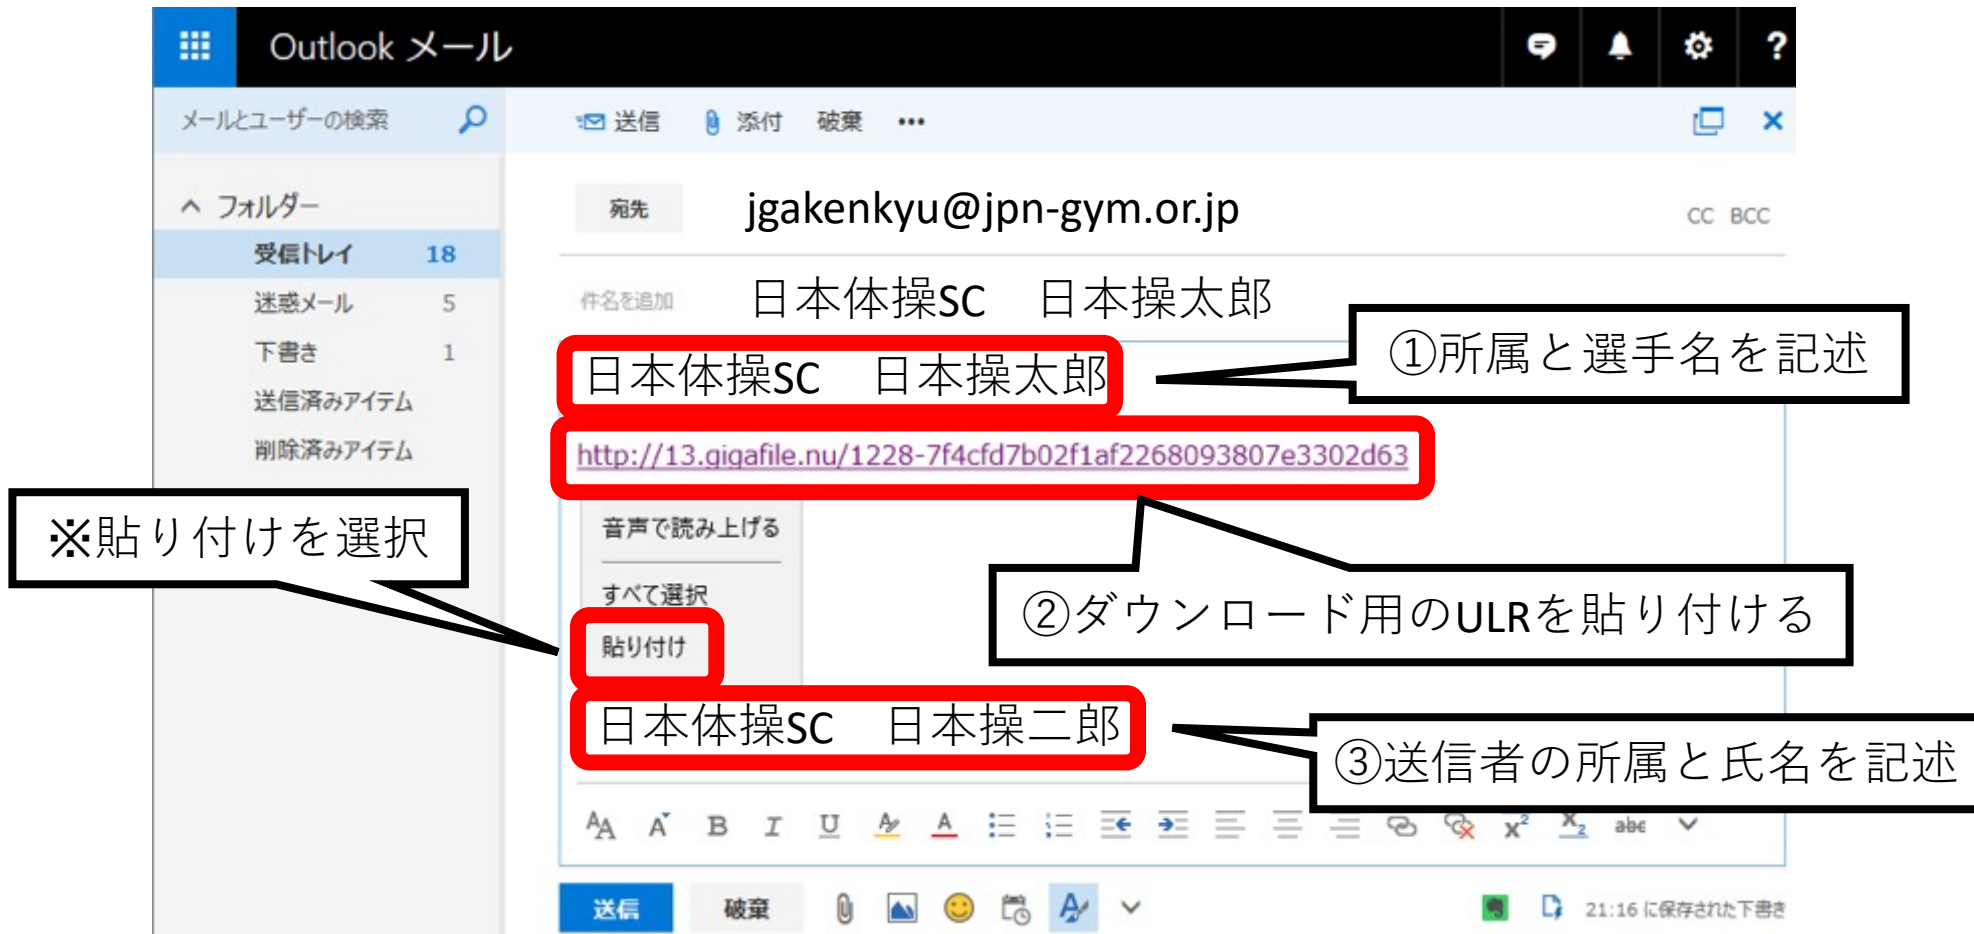 Outlook メール
?
メールとユーザーの検索
送信 添付 破棄 •••
フォルダー
受信トレイ 18
迷惑メール 5
下書き 1
送信済みアイテム
削除済みアイテム
宛先 jgakenkyu@jpn-gym.or.jp CC BCC
件名を追加 日本体操SC 日本操太郎
日本体操SC 日本操太郎
①所属と選手名を記述
http://13.gigafile.nu/1228-7f4cfd7b02f1af2268093807e3302d63
※貼り付けを選択
音声で読み上げる
すべて選択
貼り付け
②ダウンロード用のULRを貼り付ける
日本体操SC 日本操二郎
③送信者の所属と氏名を記述
AA A B I U A A x² X₂ abc
送信 破棄 21:16 に保存された下書き